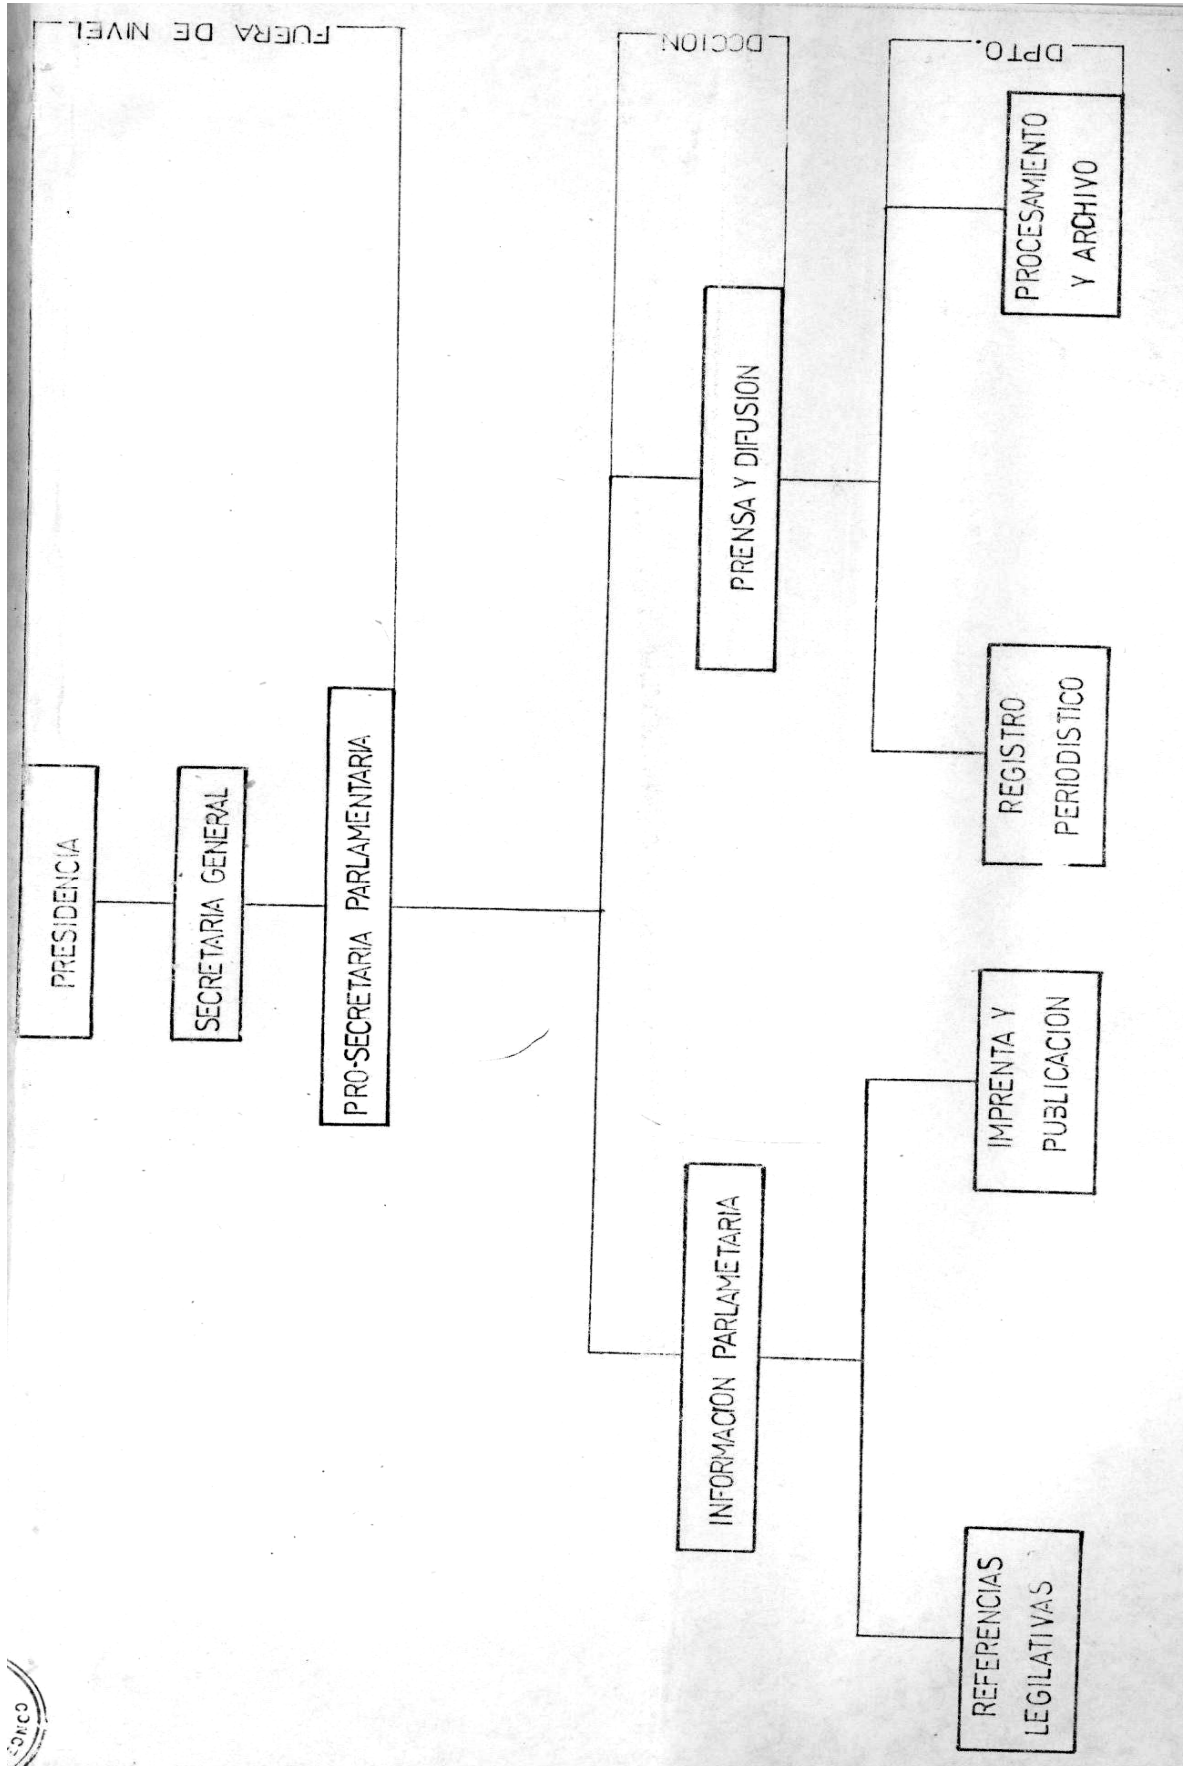 FUERA DE NIVEL
DCCION
DPTO.
PRESIDENCIA
SECRETARIA GENERAL
PRO-SECRETARIA PARLAMENTARIA
INFORMACION PARLAMETARIA
PRENSA Y DIFUSION
REFERENCIAS
LEGILATIVAS
IMPRENTA Y
PUBLICACION
REGISTRO
PERIODISTICO
PROCESAMIENTO
Y ARCHIVO